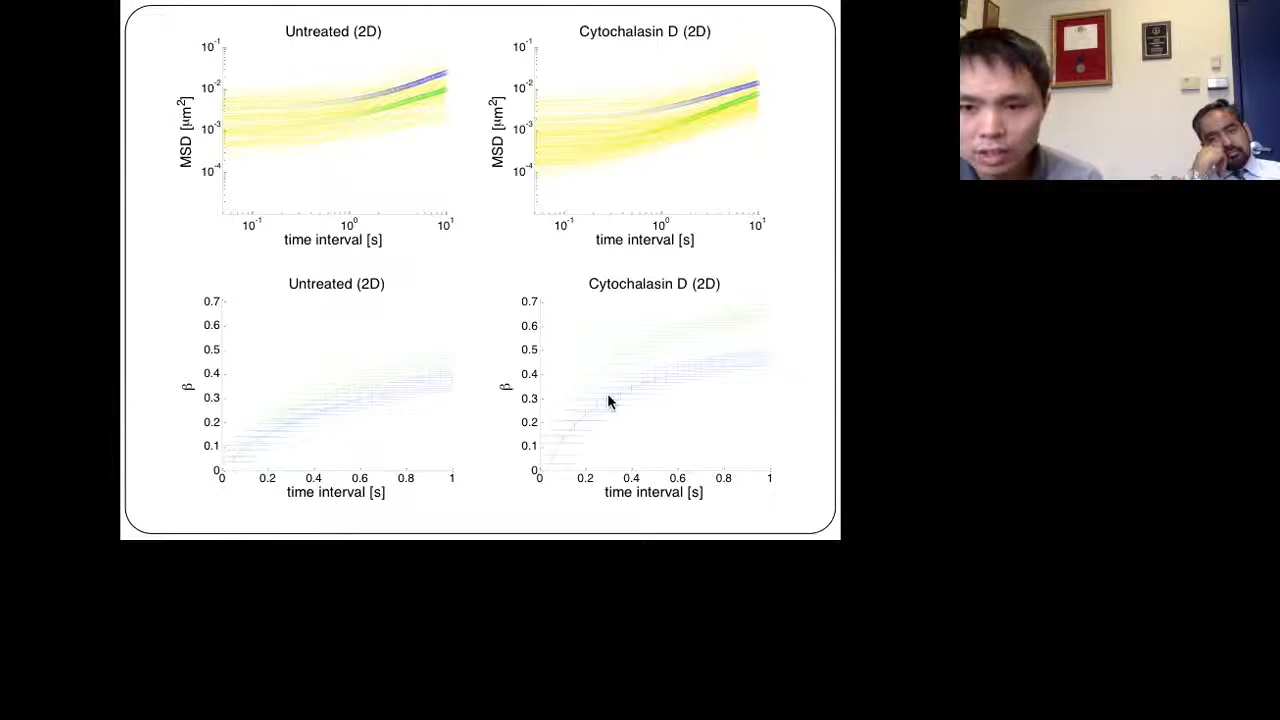 Untreated (2D)
Cytochalasin D (2D)
10-1
10-2
10-3
10-4
MSD [μm2]
10-1
100
101
time interval [s]
10-1
10-2
10-3
10-4
MSD [μm2]
10-1
100
101
time interval [s]
Untreated (2D)
Cytochalasin D (2D)
0.7
0.6
0.5
0.4
0.3
0.2
0.1
0
β
0 0.2 0.4 0.6 0.8 1
time interval [s]
0.7
0.6
0.5
0.4
0.3
0.2
0.1
0
β
0 0.2 0.4 0.6 0.8 1
time interval [s]